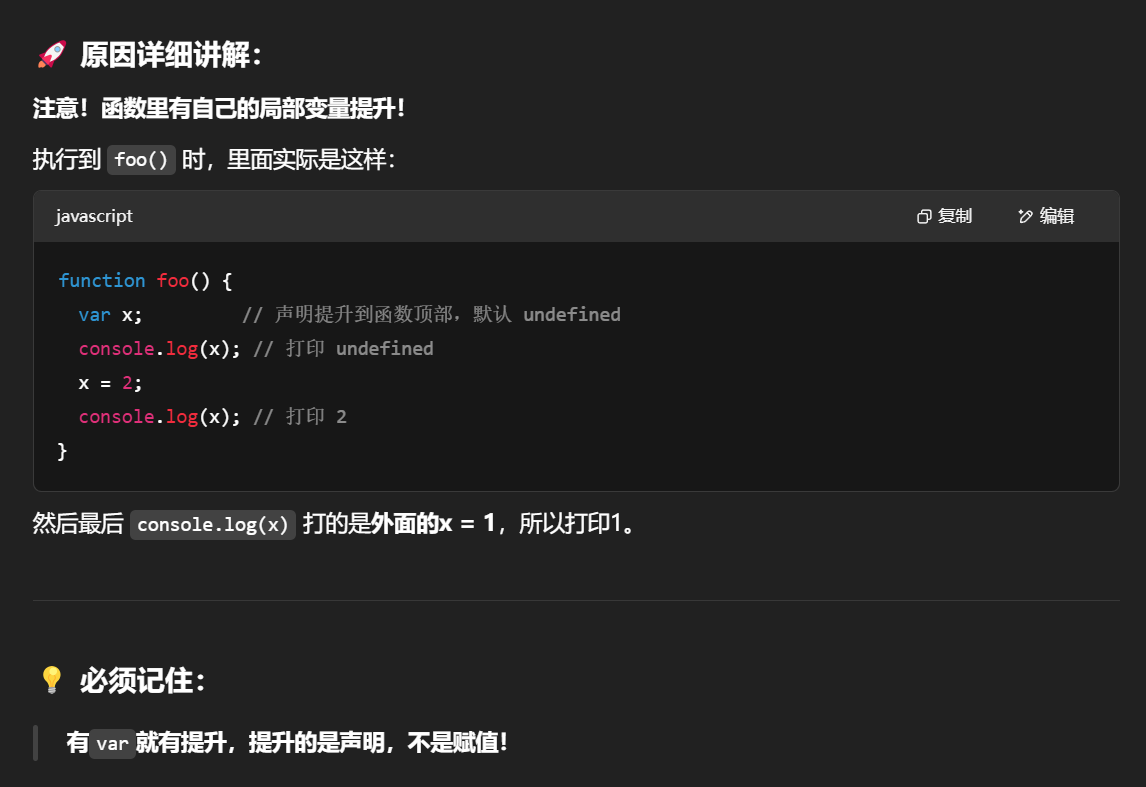 🚀 原因详细讲解：
注意！函数里有自己的局部变量提升！
执行到 foo() 时，里面实际是这样：
javascript 复制 编辑
function foo() {
  var x;          // 声明提升到函数顶部，默认 undefined
  console.log(x); // 打印 undefined
  x = 2;
  console.log(x); // 打印 2
}
然后最后 console.log(x) 打的是外面的x = 1，所以打印1。
💡 必须记住：
有var就有提升，提升的是声明，不是赋值！